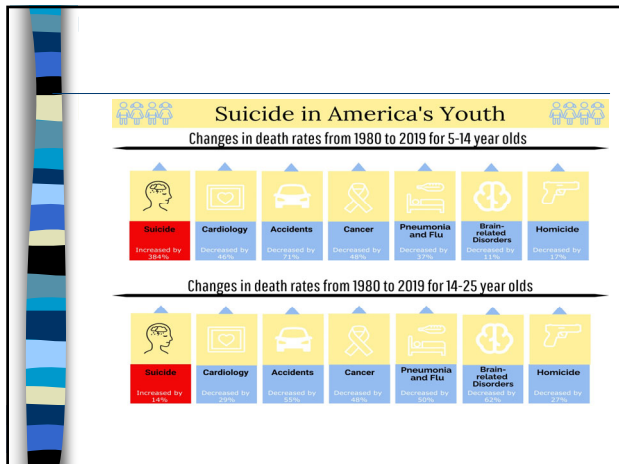 Suicide in America's Youth
Changes in death rates from 1980 to 2019 for 5-14 year olds
Suicide
Increased by
384%
Cardiology
Decreased by
46%
Accidents
Decreased by
71%
Cancer
Decreased by
48%
Pneumonia
and Flu
Decreased by
37%
Brain-
related
Disorders
Decreased by
11%
Homicide
Decreased by
17%
Changes in death rates from 1980 to 2019 for 14-25 year olds
Suicide
Increased by
14%
Cardiology
Decreased by
29%
Accidents
Decreased by
55%
Cancer
Decreased by
48%
Pneumonia
and Flu
Decreased by
50%
Brain-
related
Disorders
Decreased by
62%
Homicide
Decreased by
27%